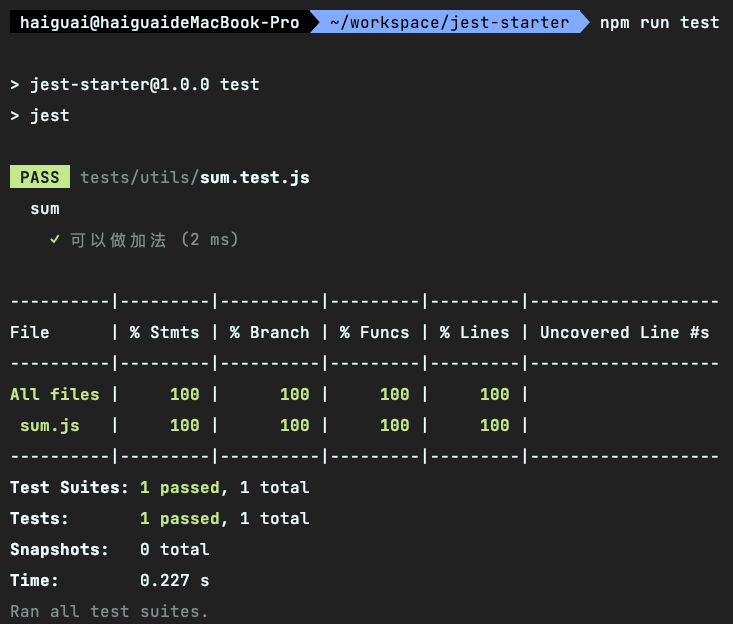 haiguai@haiguaideMacBook-Pro ~/workspace/jest-starter npm run test
> jest-starter@1.0.0 test
> jest
PASS tests/utils/sum.test.js
  sum
    ✓ 可以做加法 (2 ms)
----------|---------|----------|---------|---------|-------------------
File      | % Stmts | % Branch | % Funcs | % Lines | Uncovered Line #s
----------|---------|----------|---------|---------|-------------------
All files |     100 |      100 |     100 |     100 |
 sum.js   |     100 |      100 |     100 |     100 |
----------|---------|----------|---------|---------|-------------------
Test Suites: 1 passed, 1 total
Tests:       1 passed, 1 total
Snapshots:   0 total
Time:        0.227 s
Ran all test suites.